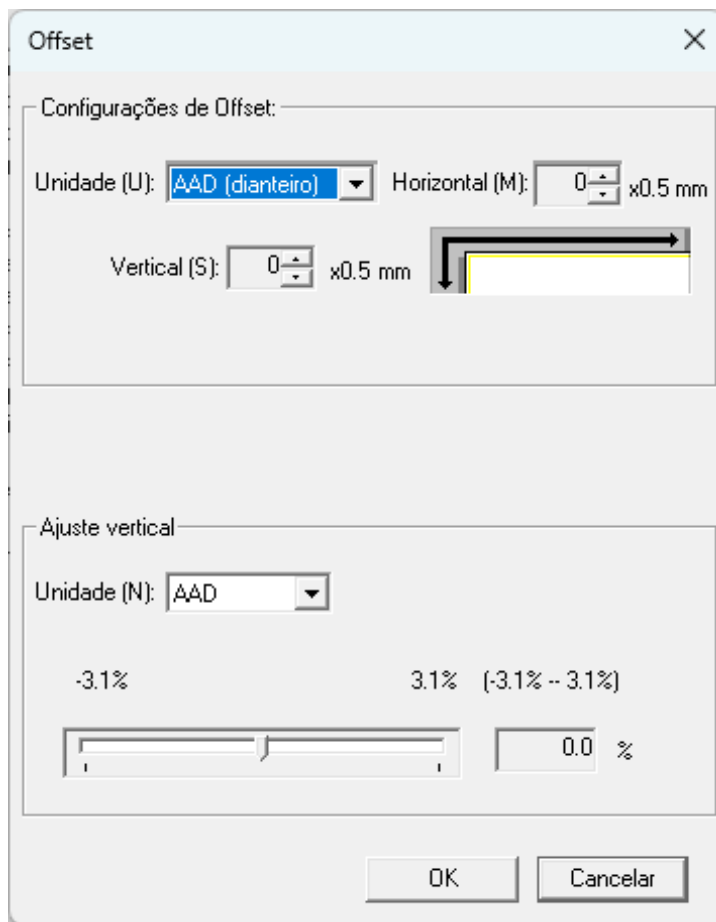 Offset
Configurações de Offset:
Unidade (U): AAD (dianteiro) Horizontal (M): 0 x0.5 mm
Vertical (S): 0 x0.5 mm
Ajuste vertical
Unidade (N): AAD
-3.1% 3.1% (-3.1% -- 3.1%)
0.0 %
OK Cancelar